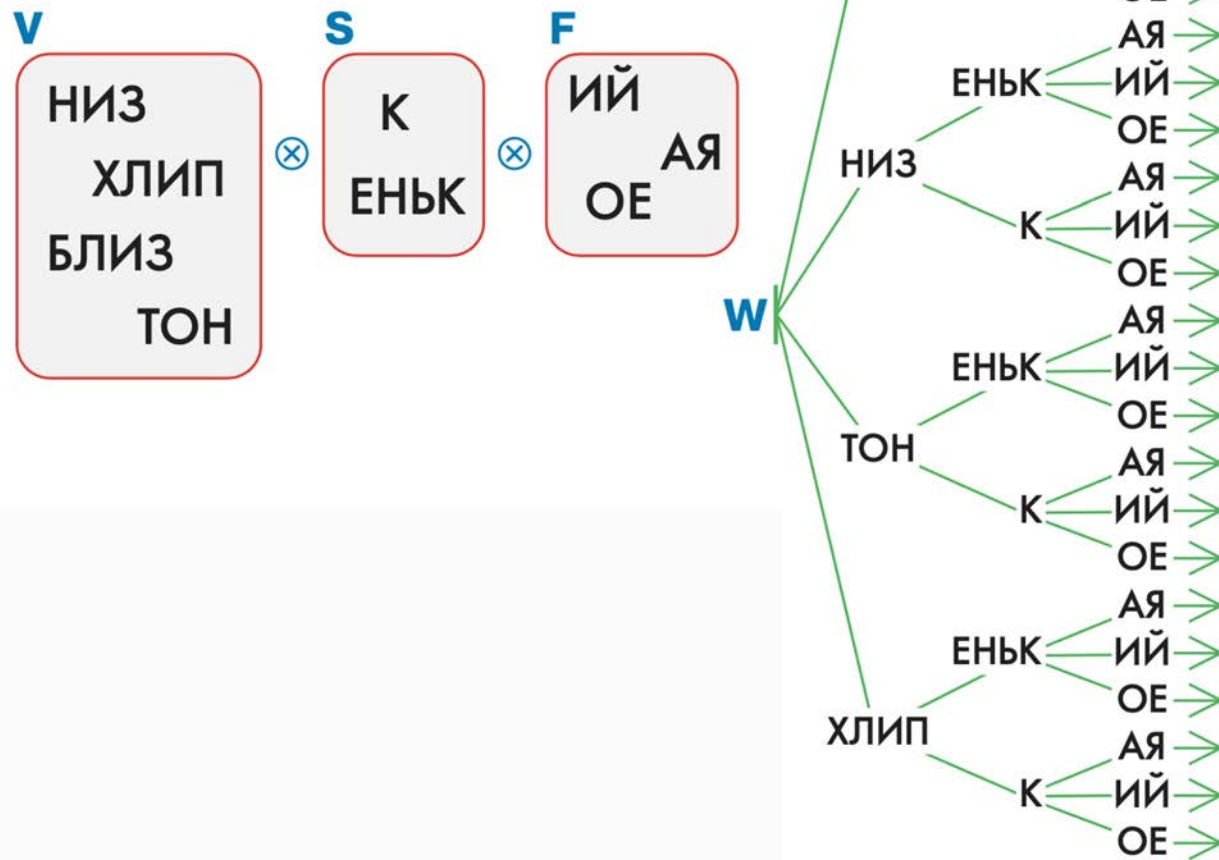 V S F
НИЗ
ХЛИП
БЛИЗ
ТОН
⊗
К
ЕНЬК
⊗
ИЙ
АЯ
ОЕ
W
АЯ
ЕНЬК ИЙ
ОЕ
НИЗ
АЯ
К ИЙ
ОЕ
АЯ
ЕНЬК ИЙ
ОЕ
ТОН
АЯ
К ИЙ
ОЕ
АЯ
ЕНЬК ИЙ
ОЕ
ХЛИП
АЯ
К ИЙ
ОЕ